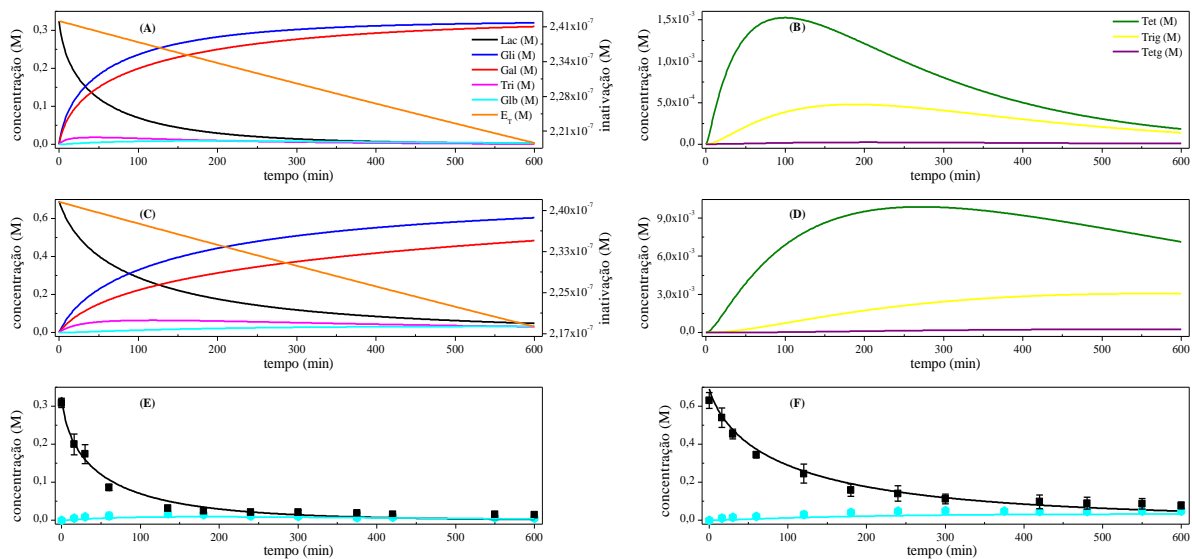 (A)
concentração (M)
0,3
0,2
0,1
0,0
0
100
200
300
400
500
600
tempo (min)
2,41x10⁻⁷
2,34x10⁻⁷
2,28x10⁻⁷
2,21x10⁻⁷
inativação (M)
Lac (M)
Gli (M)
Gal (M)
Tri (M)
Glb (M)
E_T (M)
(B)
concentração (M)
1,5x10⁻³
1,0x10⁻³
5,0x10⁻⁴
0,0
0
100
200
300
400
500
600
tempo (min)
Tet (M)
Trig (M)
Tetg (M)
(C)
concentração (M)
0,6
0,4
0,2
0,0
0
100
200
300
400
500
600
tempo (min)
2,40x10⁻⁷
2,33x10⁻⁷
2,25x10⁻⁷
2,17x10⁻⁷
inativação (M)
(D)
concentração (M)
9,0x10⁻³
6,0x10⁻³
3,0x10⁻³
0,0
0
100
200
300
400
500
600
tempo (min)
(E)
concentração (M)
0,3
0,2
0,1
0,0
0
100
200
300
400
500
600
tempo (min)
(F)
concentração (M)
0,6
0,4
0,2
0,0
0
100
200
300
400
500
600
tempo (min)